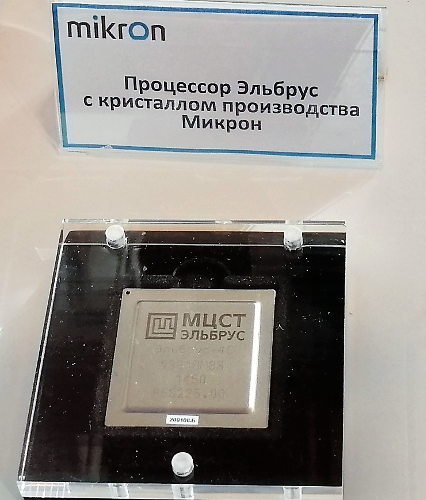 mikron
Процессор Эльбрус
с кристаллом производства
Микрон
МЦСТ
ЭЛЬБРУС